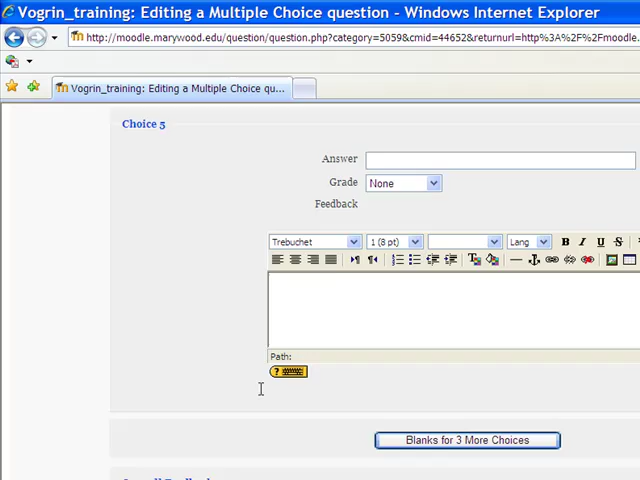 Vogrin_training: Editing a Multiple Choice question - Windows Internet Explorer
http://moodle.marywood.edu/question/question.php?category=5059&cmid=44652&returnurl=http%3A%2F%2Fmoodle.
Vogrin_training: Editing a Multiple Choice qu...
Choice 5
Answer
Grade None
Feedback
Trebuchet 1 (8 pt) Lang B I U S
Path:
?
Blanks for 3 More Choices